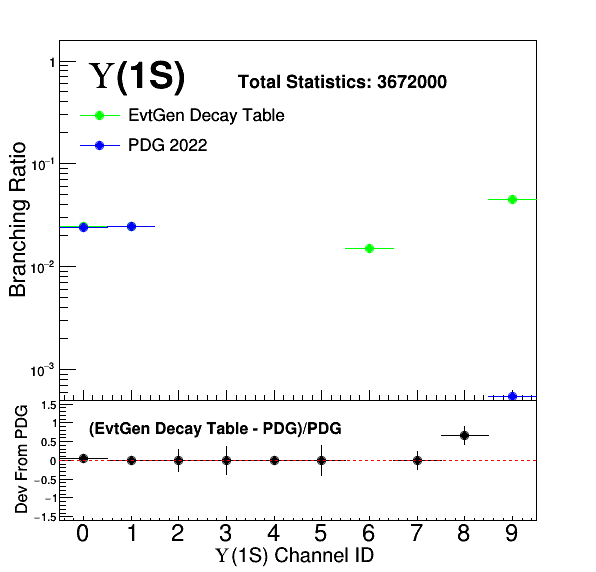 ϒ(1S)
Total Statistics: 3672000
EvtGen Decay Table
PDG 2022
Branching Ratio
1
10⁻¹
10⁻²
10⁻³
(EvtGen Decay Table - PDG)/PDG
Dev From PDG
1.5
1
0.5
0
−0.5
−1
−1.5
0 1 2 3 4 5 6 7 8 9
ϒ(1S) Channel ID